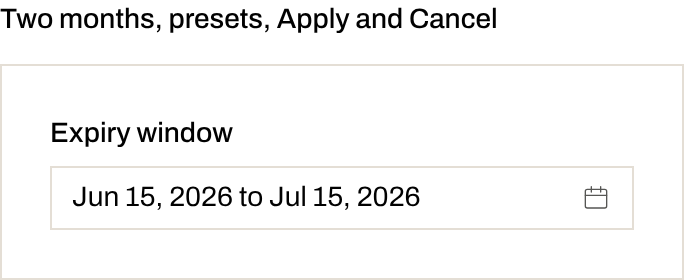 Two months, presets, Apply and Cancel
Expiry window
Jun 15, 2026 to Jul 15, 2026